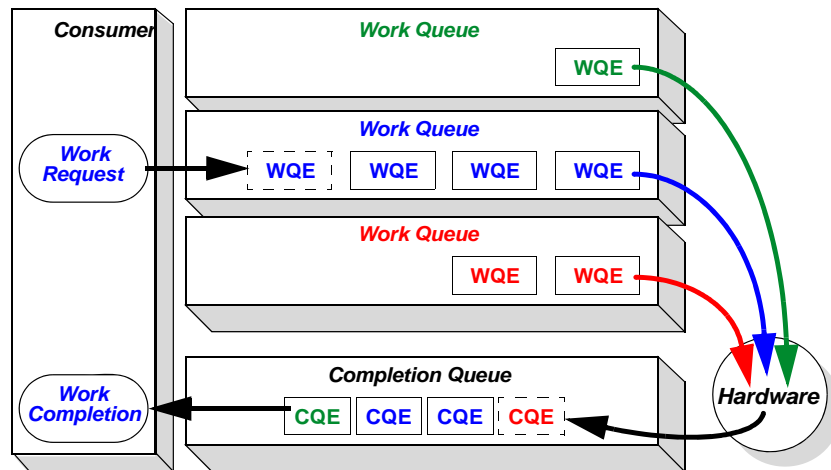 Consumer
Work Queue
WQE
Work Queue
Work
Request
WQE WQE WQE WQE
Work Queue
WQE WQE
Completion Queue
Work
Completion
CQE CQE CQE CQE
Hardware